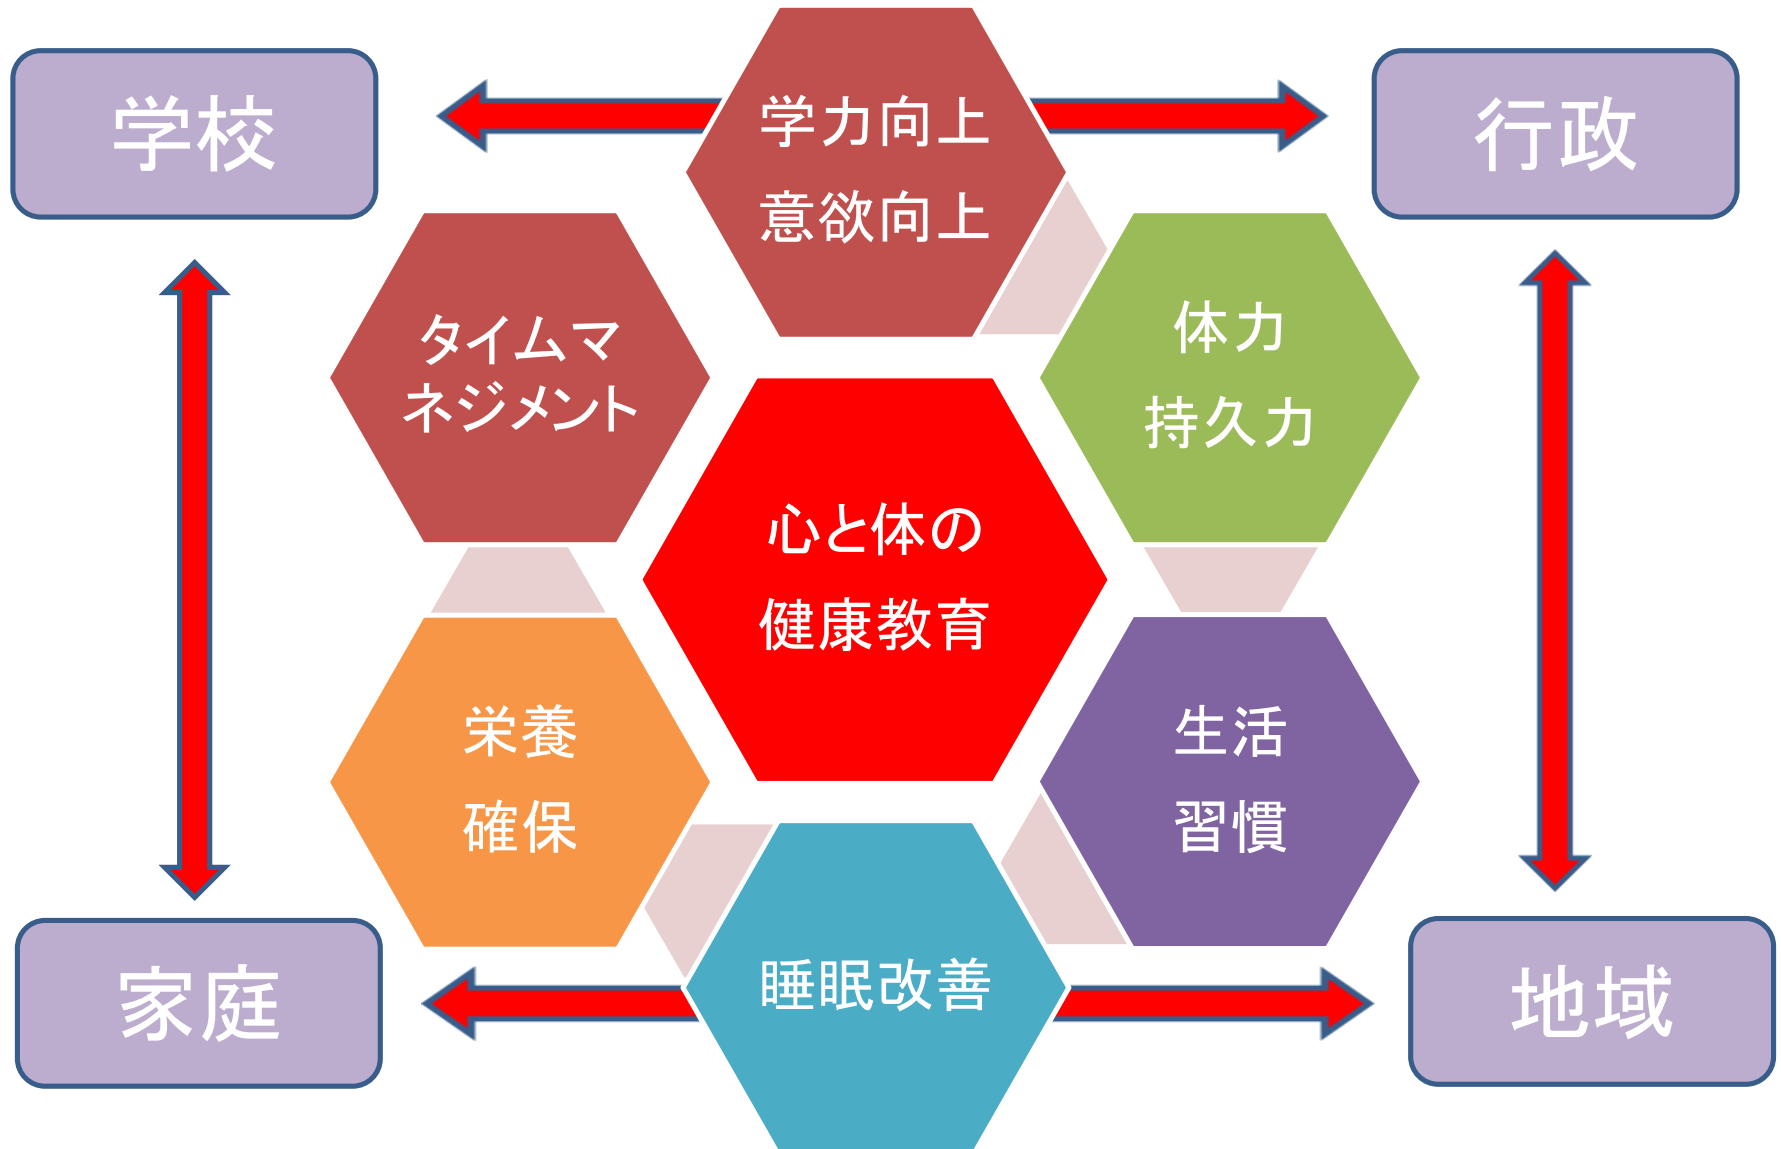 学校
学力向上
意欲向上
行政
タイムマ
ネジメント
体力
持久力
心と体の
健康教育
栄養
確保
生活
習慣
睡眠改善
家庭
地域